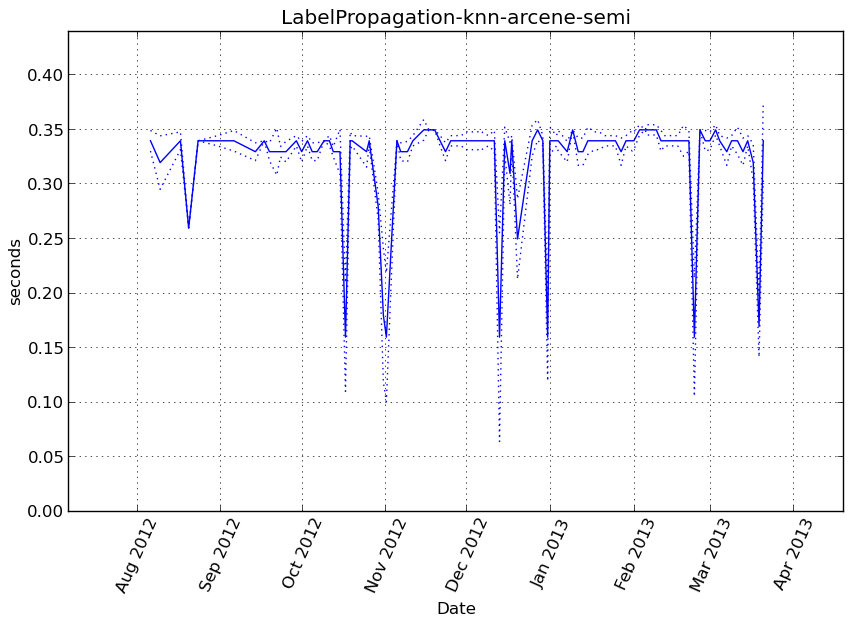 LabelPropagation-knn-arcene-semi
0.40
0.35
0.30
0.25
0.20
0.15
0.10
0.05
0.00
seconds
Aug 2012
Sep 2012
Oct 2012
Nov 2012
Dec 2012
Jan 2013
Feb 2013
Mar 2013
Apr 2013
Date